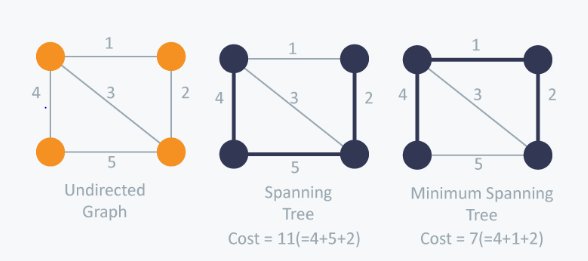 1
4
3
2
5
Undirected
Graph
1
4
3
2
5
Spanning
Tree
Cost = 11(=4+5+2)
1
4
3
2
5
Minimum Spanning
Tree
Cost = 7(=4+1+2)